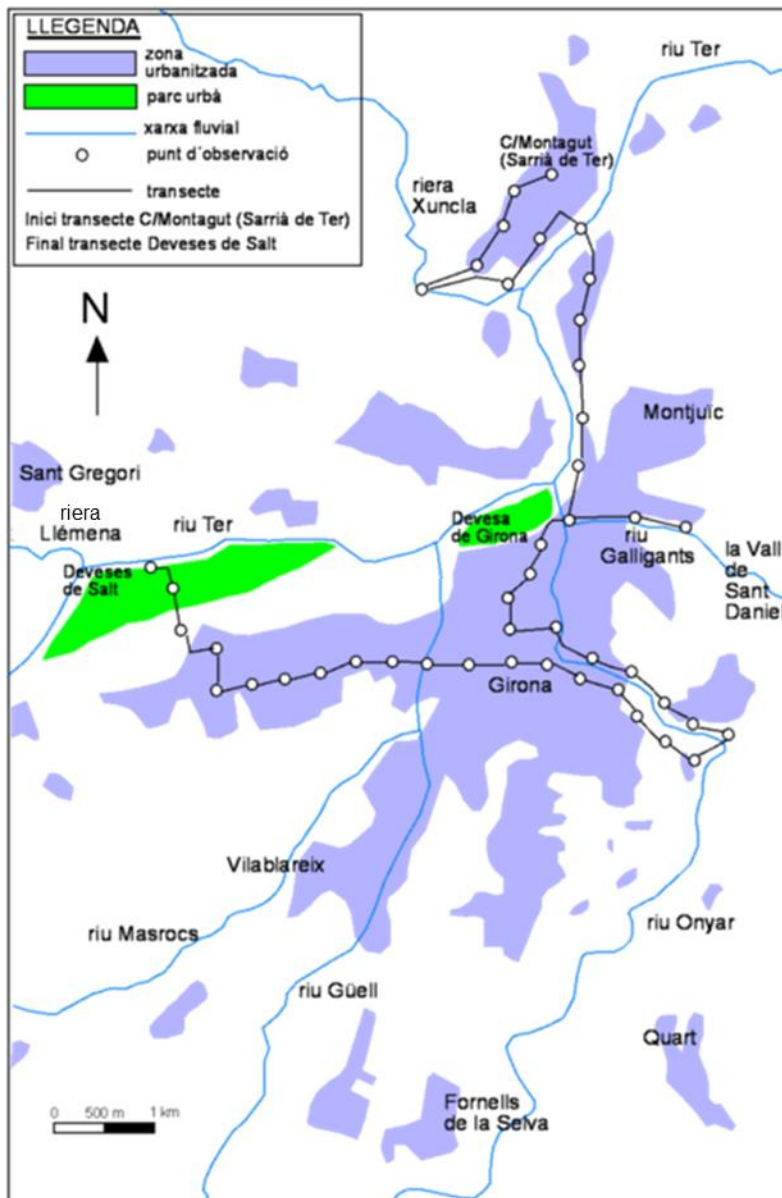 LLEGENDA
zona
urbanitzada
parc urbà
xarxa fluvial
punt d´observació
transecte
Inici transecte C/Montagut (Sarrià de Ter)
Final transecte Deveses de Salt
riu Ter
C/Montagut
(Sarrià de Ter)
riera
Xuncla
N
Montjuïc
Sant Gregori
riera
Llémena
riu Ter
Devesa
de Girona
riu
Galligants
la Vall
de
Sant
Daniel
Deveses
de Salt
Girona
Vilablareix
riu Masrocs
riu Onyar
riu Güell
Quart
Fornells
de la Selva
0 500 m 1 km